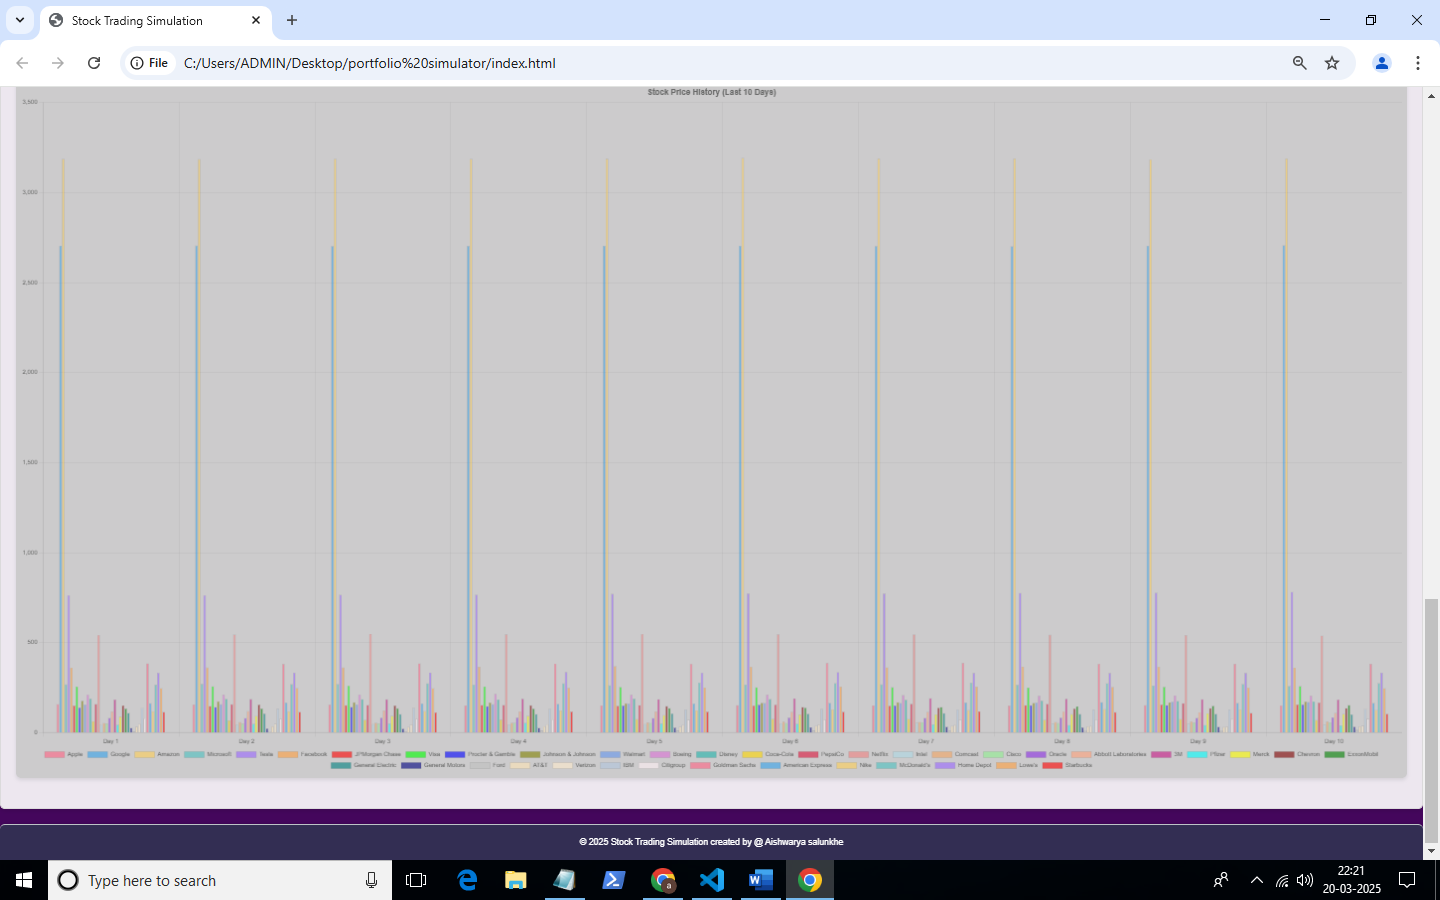 Stock Trading Simulation
File C:/Users/ADMIN/Desktop/portfolio%20simulator/index.html
Stock Price History (Last 10 Days)
3,500
3,000
2,500
2,000
1,500
1,000
500
0
Day 1 Day 2 Day 3 Day 4 Day 5 Day 6 Day 7 Day 8 Day 9 Day 10
Apple Google Amazon Microsoft Tesla Facebook JPMorgan Chase Visa Procter & Gamble Johnson & Johnson Walmart Boeing Disney Coca-Cola PepsiCo Netflix Intel Comcast Cisco Oracle Abbott Laboratories 3M Pfizer Merck Chevron ExxonMobil
General Electric General Motors Ford AT&T Verizon IBM Citigroup Goldman Sachs American Express Nike McDonald's Home Depot Lowe's Starbucks
© 2025 Stock Trading Simulation created by @ Aishwarya salunkhe
Type here to search
a
22:21
20-03-2025